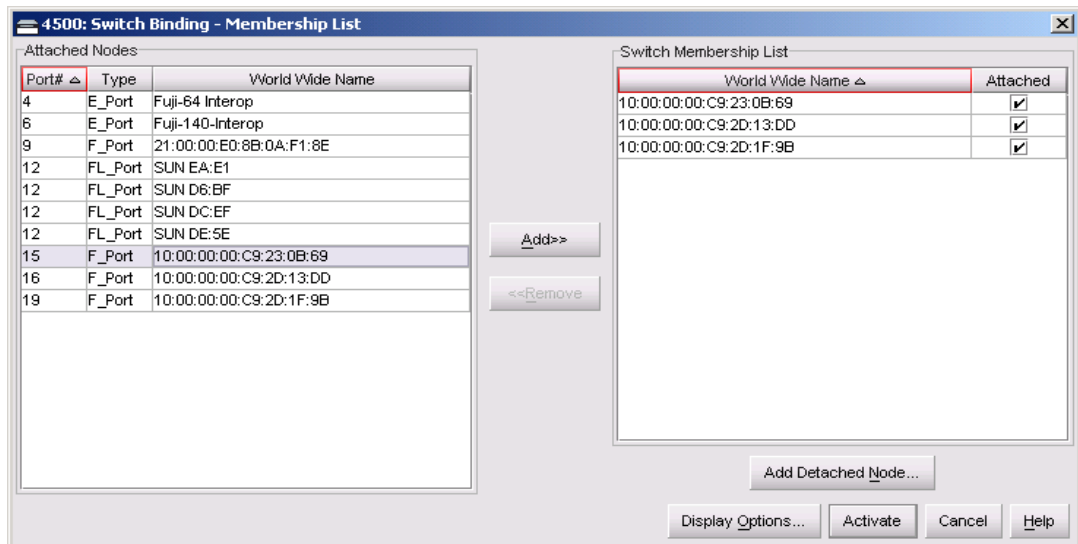 4500: Switch Binding - Membership List
Attached Nodes
Port# Type World Wide Name
4 E_Port Fuji-64 Interop
6 E_Port Fuji-140-Interop
9 F_Port 21:00:00:E0:8B:0A:F1:8E
12 FL_Port SUN EA:E1
12 FL_Port SUN D6:BF
12 FL_Port SUN DC:EF
12 FL_Port SUN DE:5E
15 F_Port 10:00:00:00:C9:23:0B:69
16 F_Port 10:00:00:00:C9:2D:13:DD
19 F_Port 10:00:00:00:C9:2D:1F:9B
Add>>
<<Remove
Switch Membership List
World Wide Name Attached
10:00:00:00:C9:23:0B:69
10:00:00:00:C9:2D:13:DD
10:00:00:00:C9:2D:1F:9B
Add Detached Node...
Display Options... Activate Cancel Help